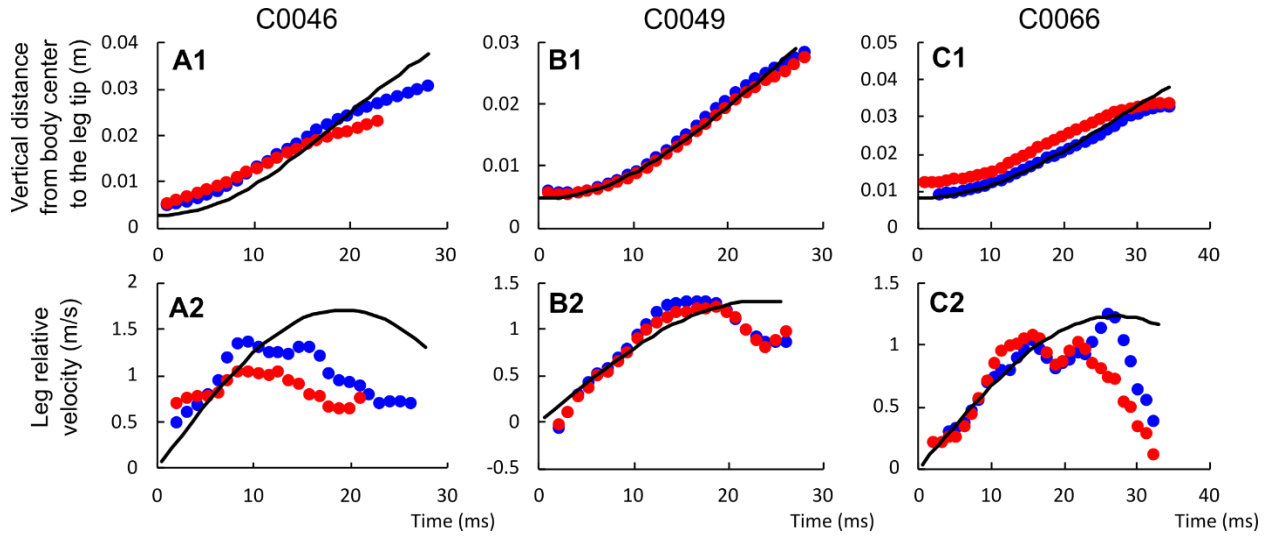 C0046 C0049 C0066
Vertical distance
from body center
to the leg tip (m)
A1
0.04
0.03
0.02
0.01
0
0 10 20 30
B1
0.03
0.02
0.01
0
0 10 20 30
C1
0.05
0.04
0.03
0.02
0.01
0
0 10 20 30 40
Leg relative
velocity (m/s)
A2
2
1.5
1
0.5
0
0 10 20 30
Time (ms)
B2
1.5
1
0.5
0
-0.5
0 10 20 30
Time (ms)
C2
1.5
1
0.5
0
0 10 20 30 40
Time (ms)